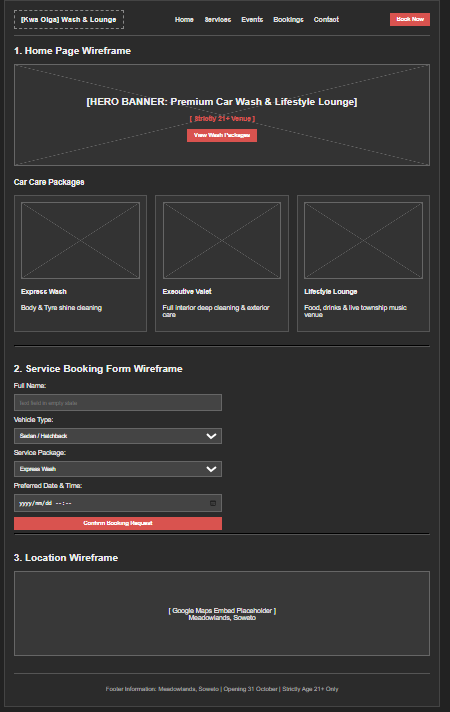 [Kwa Olga] Wash & Lounge
Home Services Events Bookings Contact
Book Now
1. Home Page Wireframe
[HERO BANNER: Premium Car Wash & Lifestyle Lounge]
[ Strictly 21+ Venue ]
View Wash Packages
Car Care Packages
Express Wash
Body & Tyre shine cleaning
Executive Valet
Full interior deep cleaning & exterior
care
Lifestyle Lounge
Food, drinks & live township music
venue
2. Service Booking Form Wireframe
Full Name:
Text field in empty state
Vehicle Type:
Sedan / Hatchback
Service Package:
Express Wash
Preferred Date & Time:
yyyy/mm/dd --:--
Confirm Booking Request
3. Location Wireframe
[ Google Maps Embed Placeholder ]
Meadowlands, Soweto
Footer Information: Meadowlands, Soweto | Opening 31 October | Strictly Age 21+ Only